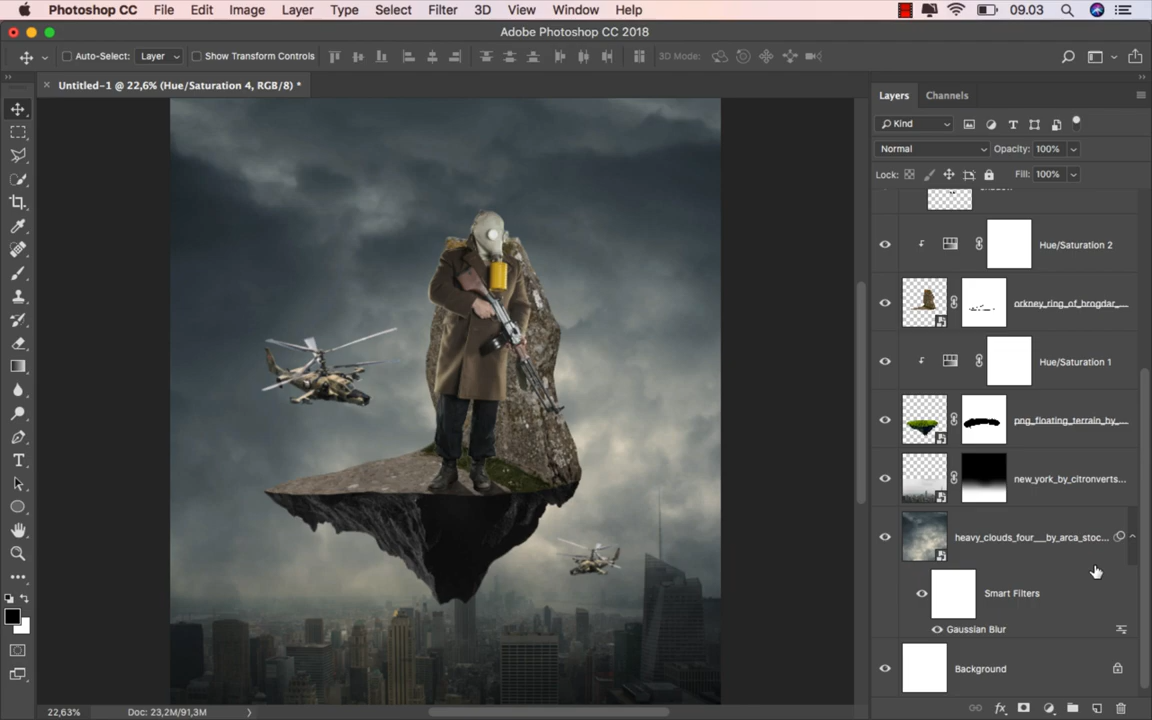 Photoshop CC File Edit Image Layer Type Select Filter 3D View Window Help 09.03
Adobe Photoshop CC 2018
Auto-Select: Layer Show Transform Controls 3D Mode:
Untitled-1 @ 22,6% (Hue/Saturation 4, RGB/8) *
Layers Channels
Kind
Normal Opacity: 100%
Lock: Fill: 100%
Hue/Saturation 2
orkney_ring_of_brogdar_...
Hue/Saturation 1
png_floating_terrain_by_...
new_york_by_citronverts...
heavy_clouds_four__by_arca_stoc...
Smart Filters
Gaussian Blur
Background
22,63% Doc: 23,2M/91,3M